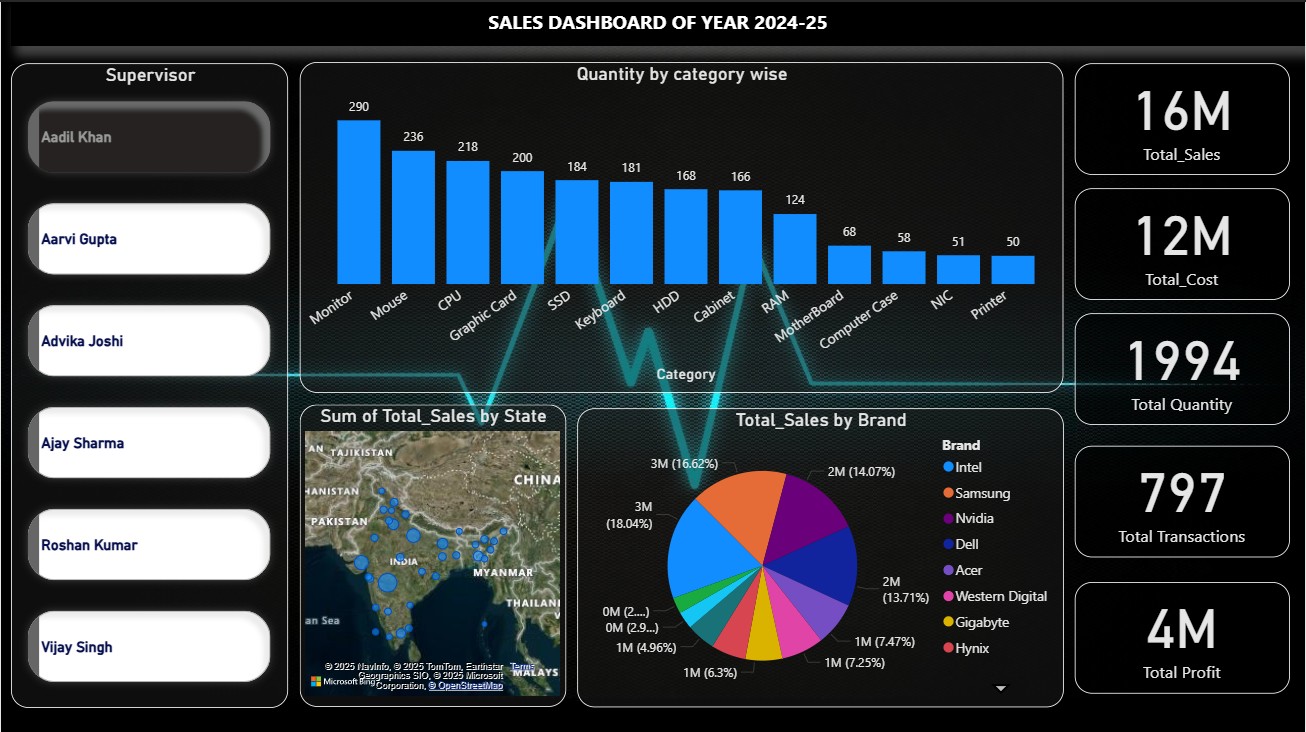 SALES DASHBOARD OF YEAR 2024-25
Supervisor
Aadil Khan
Aarvi Gupta
Advika Joshi
Ajay Sharma
Roshan Kumar
Vijay Singh
Quantity by category wise
290
236
218
200
184
181
168
166
124
68
58
51
50
Monitor
Mouse
CPU
Graphic Card
SSD
Keyboard
HDD
Cabinet
RAM
MotherBoard
Computer Case
NIC
Printer
Category
Sum of Total_Sales by State
AN
TAJIKISTAN
CHINA
HANISTAN
PAKISTAN
INDIA
MYANMAR
THAILAND
an Sea
MALAYS
© 2025 NavInfo, © 2025 TomTom, Earthstar Terms
Geographics SIO, © 2025 Microsoft
Corporation, © OpenStreetMap
Microsoft Bing
Total_Sales by Brand
3M (16.62%)
2M (14.07%)
3M
(18.04%)
2M
(13.71%)
0M (2....)
0M (2.9...)
1M (4.96%)
1M (6.3%)
1M (7.25%)
1M (7.47%)
Brand
Intel
Samsung
Nvidia
Dell
Acer
Western Digital
Gigabyte
Hynix
16M
Total_Sales
12M
Total_Cost
1994
Total Quantity
797
Total Transactions
4M
Total Profit